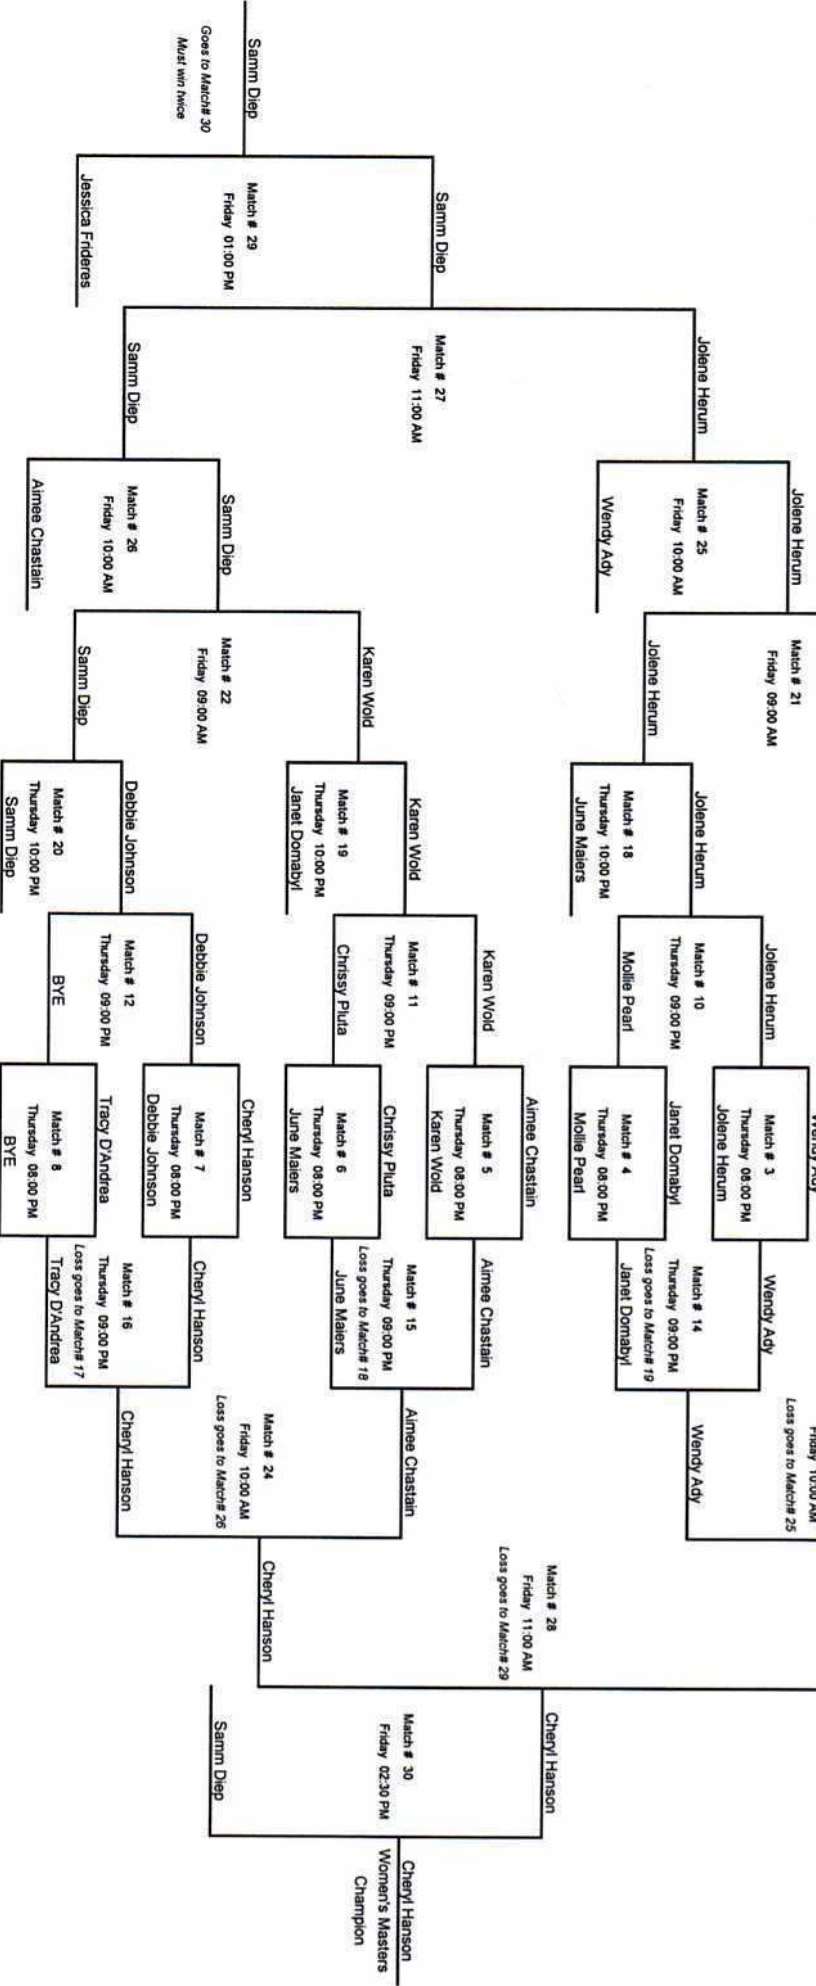 Samm Diep
Goes to Match# 30
Must win twice
Samm Diep
Match # 29
Friday 01:00 PM
Jessica Frideres
Jolene Herum
Match # 27
Friday 11:00 AM
Samm Diep
Jolene Herum
Match # 25
Friday 10:00 AM
Wendy Ady
Samm Diep
Match # 26
Friday 10:00 AM
Aimee Chastain
Match # 21
Friday 09:00 AM
Jolene Herum
Karen Wold
Match # 22
Friday 09:00 AM
Samm Diep
Jolene Herum
Match # 18
Thursday 10:00 PM
June Maiers
Karen Wold
Match # 19
Thursday 10:00 PM
Janet Domabyl
Debbie Johnson
Match # 20
Thursday 10:00 PM
Samm Diep
Jolene Herum
Match # 10
Thursday 09:00 PM
Mollie Pearl
Karen Wold
Match # 11
Thursday 09:00 PM
Chrissy Pluta
Debbie Johnson
Match # 12
Thursday 09:00 PM
BYE
Wendy Ady
Match # 3
Thursday 08:00 PM
Jolene Herum
Janet Domabyl
Match # 4
Thursday 08:00 PM
Mollie Pearl
Aimee Chastain
Match # 5
Thursday 08:00 PM
Karen Wold
Chrissy Pluta
Match # 6
Thursday 08:00 PM
June Maiers
Cheryl Hanson
Match # 7
Thursday 08:00 PM
Debbie Johnson
Tracy D'Andrea
Match # 8
Thursday 08:00 PM
BYE
Wendy Ady
Match # 14
Thursday 09:00 PM
Loss goes to Match# 19
Janet Domabyl
Aimee Chastain
Match # 15
Thursday 09:00 PM
Loss goes to Match# 18
June Maiers
Cheryl Hanson
Match # 16
Thursday 09:00 PM
Loss goes to Match# 17
Tracy D'Andrea
Friday 10:00 AM
Loss goes to Match# 25
Wendy Ady
Aimee Chastain
Match # 24
Friday 10:00 AM
Loss goes to Match# 26
Cheryl Hanson
Match # 28
Friday 11:00 AM
Loss goes to Match# 29
Cheryl Hanson
Cheryl Hanson
Match # 30
Friday 02:30 PM
Samm Diep
Cheryl Hanson
Women's Masters
Champion